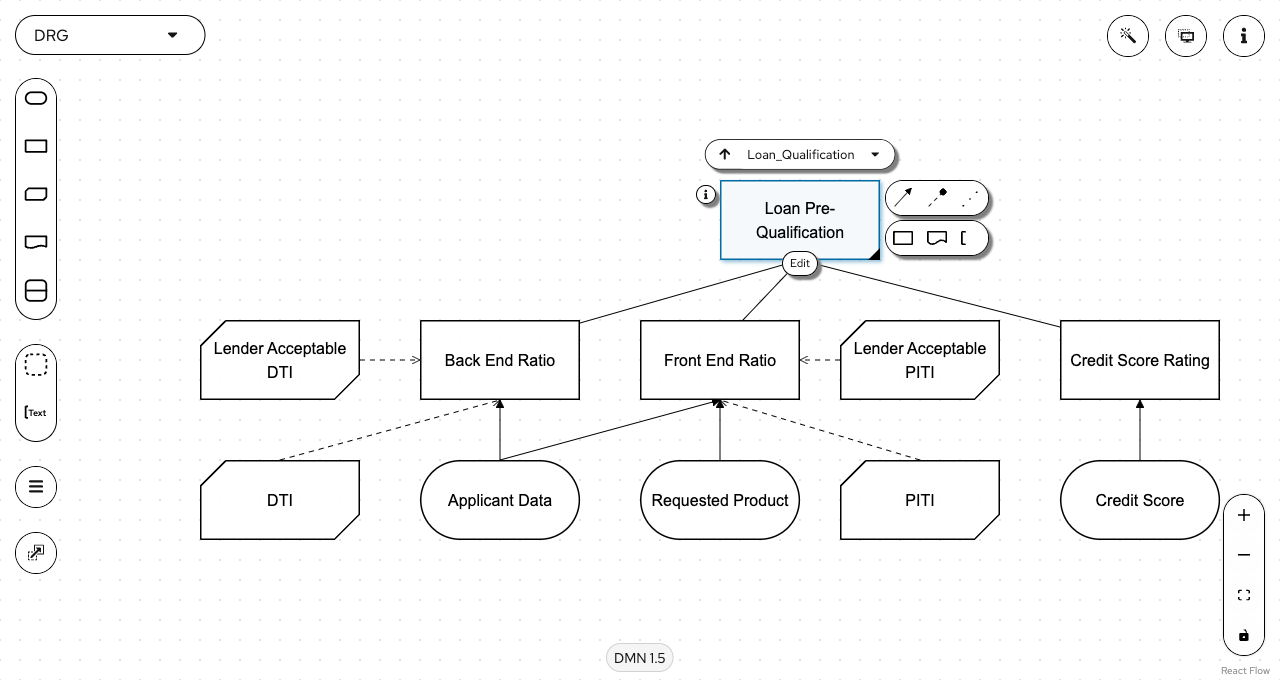 DRG
Loan_Qualification
Loan Pre-
Qualification
Edit
Lender Acceptable
DTI
Back End Ratio
Front End Ratio
Lender Acceptable
PITI
Credit Score Rating
[Text
DTI
Applicant Data
Requested Product
PITI
Credit Score
DMN 1.5
React Flow